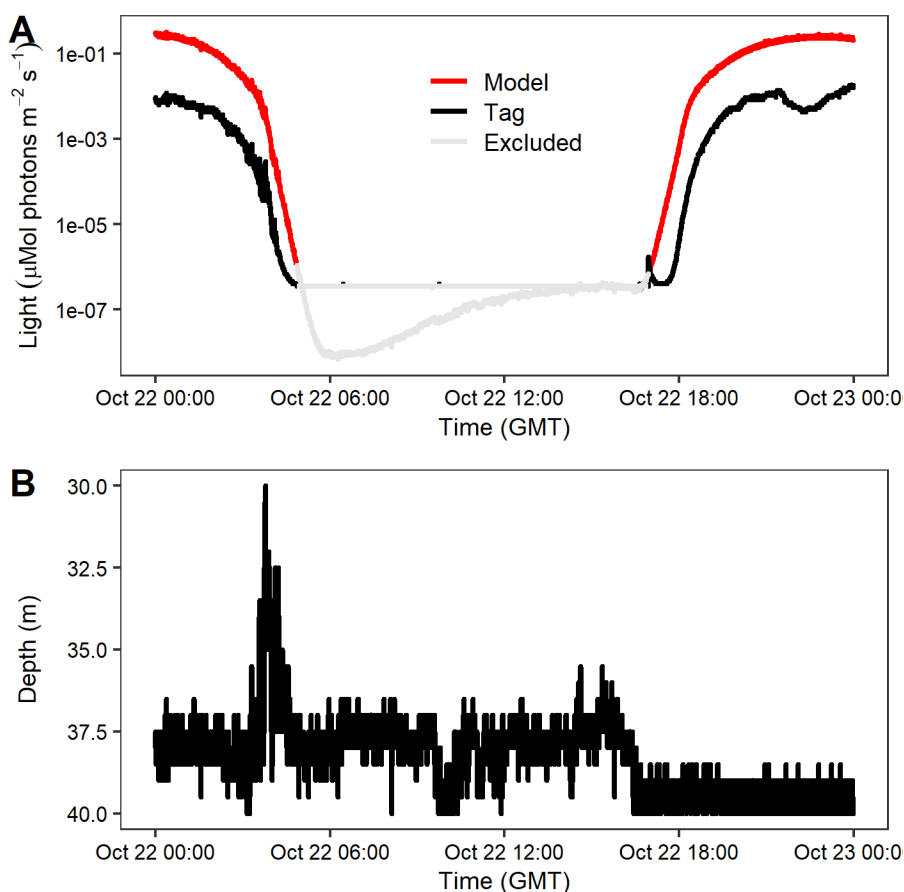 A
Light (μMol photons m⁻² s⁻¹)
1e-01
1e-03
1e-05
1e-07
Model
Tag
Excluded
Oct 22 00:00 Oct 22 06:00 Oct 22 12:00 Oct 22 18:00 Oct 23 00:00
Time (GMT)
B
Depth (m)
30.0
32.5
35.0
37.5
40.0
Oct 22 00:00 Oct 22 06:00 Oct 22 12:00 Oct 22 18:00 Oct 23 00:00
Time (GMT)